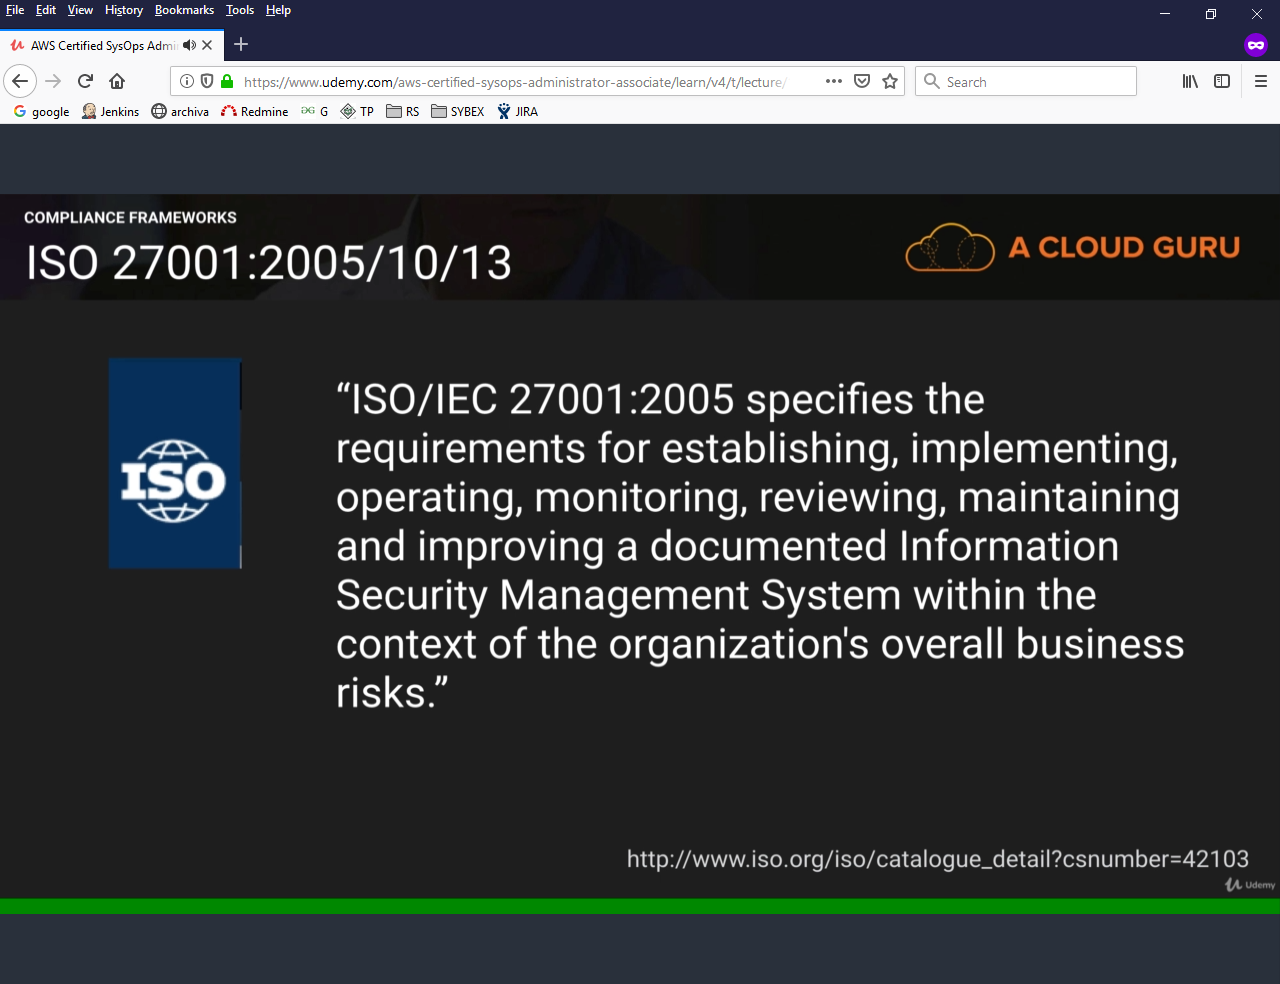 File Edit View History Bookmarks Tools Help
AWS Certified SysOps Admi
https://www.udemy.com/aws-certified-sysops-administrator-associate/learn/v4/t/lecture/
Search
google Jenkins archiva Redmine G TP RS SYBEX JIRA
COMPLIANCE FRAMEWORKS
ISO 27001:2005/10/13
A CLOUD GURU
ISO
“ISO/IEC 27001:2005 specifies the
requirements for establishing, implementing,
operating, monitoring, reviewing, maintaining
and improving a documented Information
Security Management System within the
context of the organization's overall business
risks.”
http://www.iso.org/iso/catalogue_detail?csnumber=42103
Udemy